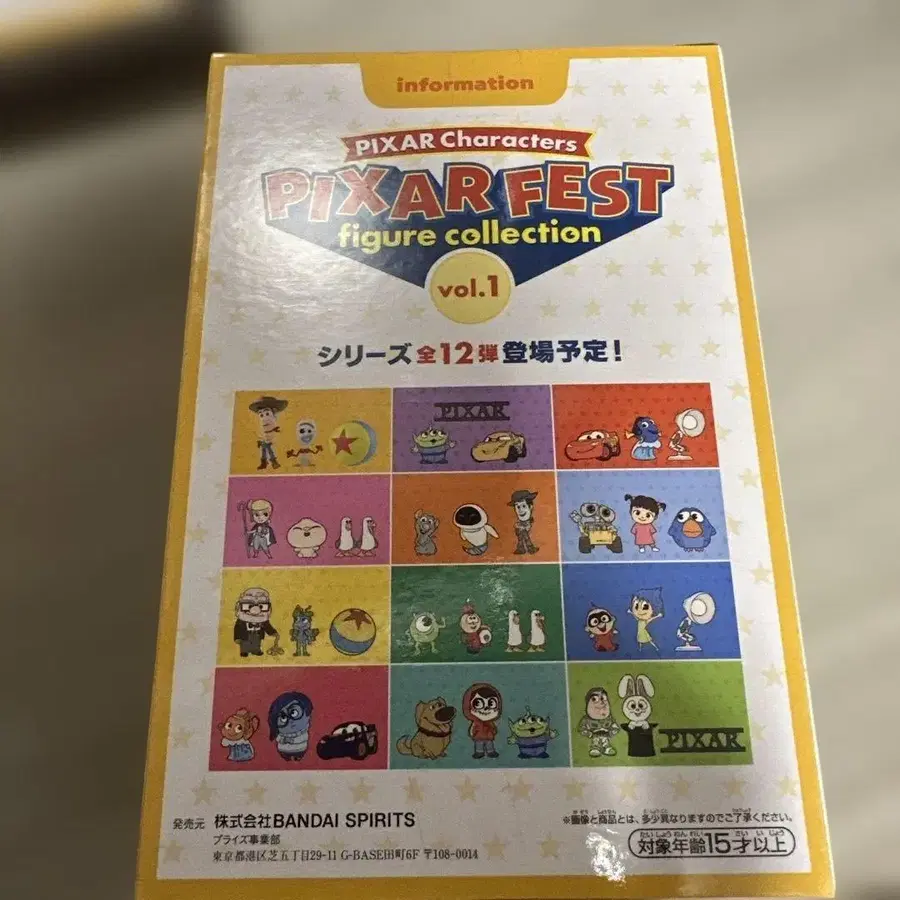 information
PIXAR Characters
PIXAR FEST
figure collection
vol.1
シリーズ全12弾登場予定!
PIXAR
PIXAR
発売元 株式会社BANDAI SPIRITS
プライズ事業部
東京都港区芝五丁目29-11 G-BASE田町6F 〒108-0014
※画像と商品とは、多少異なりますのでご了承ください。
対象年齢15才以上